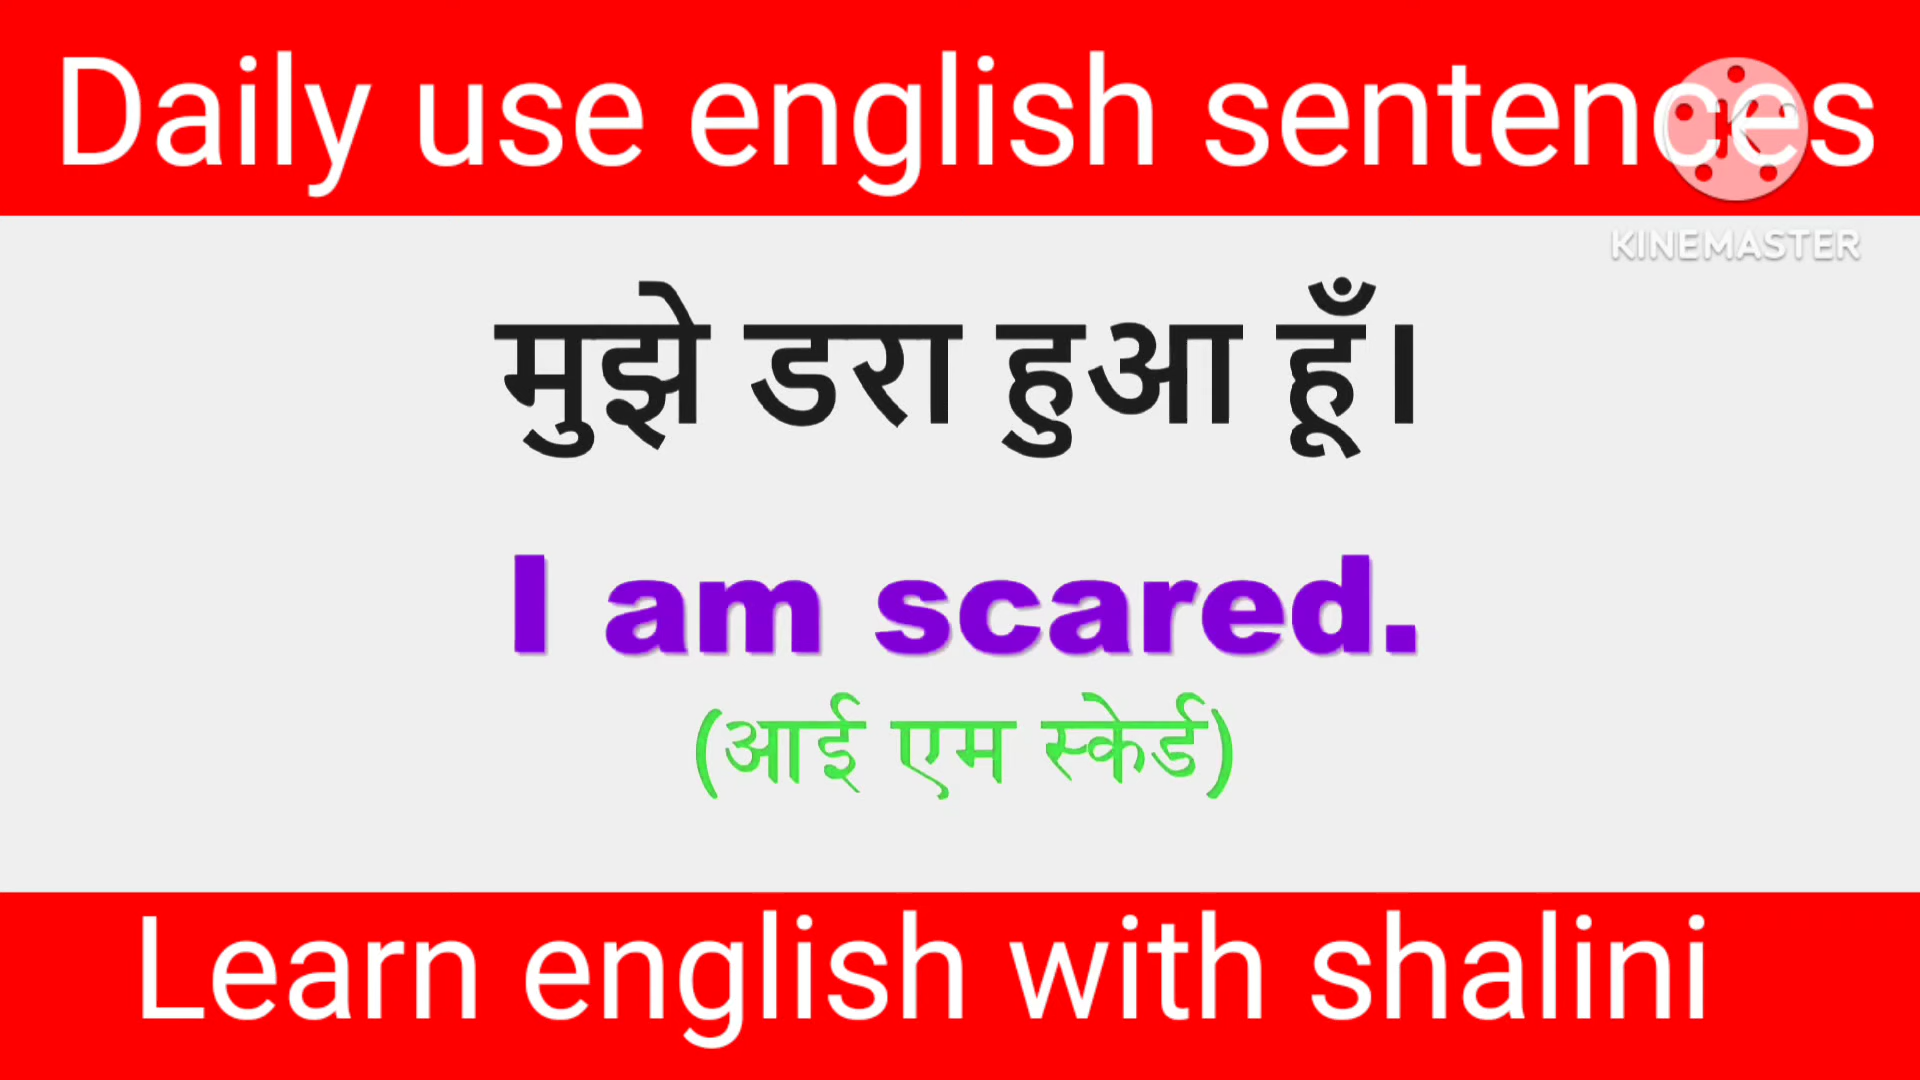 Daily use english sentences
KINEMASTER
मुझे डरा हुआ हूँ।
I am scared.
(आई एम स्केर्ड)
Learn english with shalini